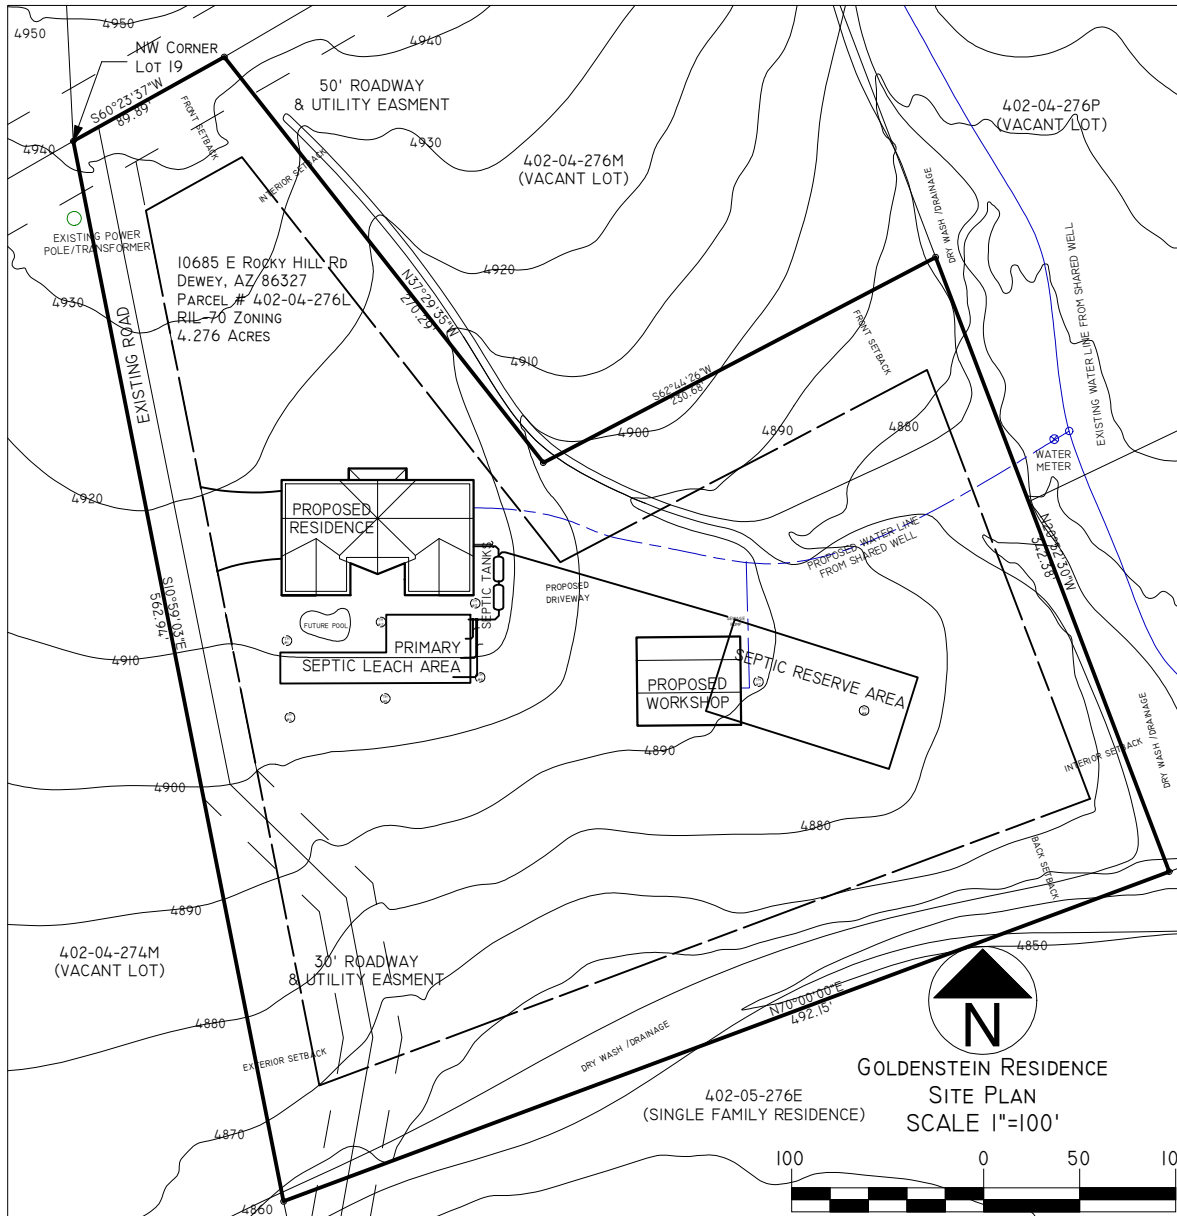 4950
4950
4940
NW Corner
Lot 19
S60°23'37"W
89.89'
FRONT SETBACK
50' ROADWAY
& UTILITY EASMENT
INTERIOR SETBACK
4930
402-04-276M
(VACANT LOT)
402-04-276P
(VACANT LOT)
4940
DRY WASH /DRAINAGE
EXISTING POWER
POLE/TRANSFORMER
10685 E Rocky Hill Rd
Dewey, AZ 86327
Parcel # 402-04-276L
RIL-70 Zoning
4.276 Acres
4920
4930
EXISTING ROAD
N37°29'35"W
270.29'
4910
FRONT SETBACK
S62°44'26"W
230.68'
EXISTING WATER LINE FROM SHARED WELL
4900
4890
4880
WATER
METER
4920
PROPOSED
RESIDENCE
SEPTIC TANKS
PROPOSED
DRIVEWAY
PROPOSED WATER LINE
FROM SHARED WELL
N20°52'30"W
342.38'
S10°59'03"E
562.94'
FUTURE POOL
PRIMARY
SEPTIC LEACH AREA
4910
PROPOSED
WORKSHOP
SEPTIC RESERVE AREA
4890
INTERIOR SETBACK
DRY WASH /DRAINAGE
4900
4880
BACK SETBACK
4890
402-04-274M
(VACANT LOT)
30' ROADWAY
& UTILITY EASMENT
4850
N70°00'00"E
492.15'
4880
EXTERIOR SETBACK
DRY WASH /DRAINAGE
402-05-276E
(SINGLE FAMILY RESIDENCE)
N
Goldenstein Residence
Site Plan
SCALE 1"=100'
4870
4860
100
0
50